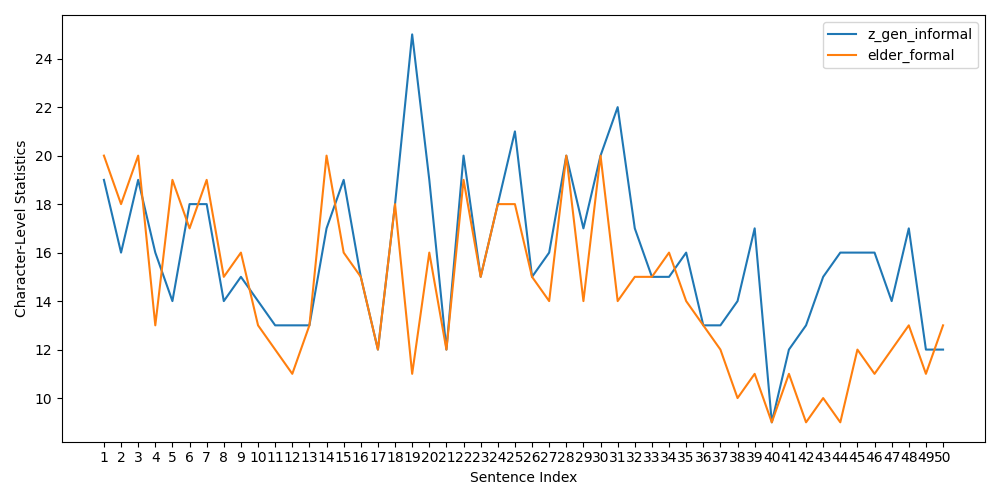 z_gen_informal
elder_formal
Character-Level Statistics
24
22
20
18
16
14
12
10
1 2 3 4 5 6 7 8 9 10 11 12 13 14 15 16 17 18 19 20 21 22 23 24 25 26 27 28 29 30 31 32 33 34 35 36 37 38 39 40 41 42 43 44 45 46 47 48 49 50
Sentence Index